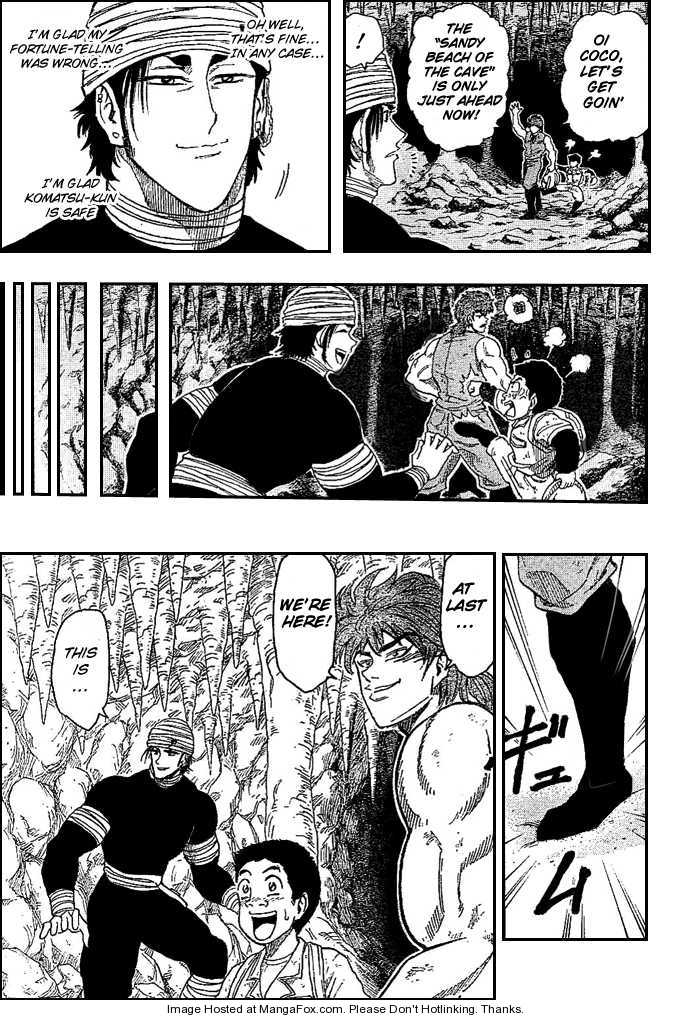 OI
COCO,
LET'S
GET
GOIN'
THE
"SANDY
BEACH OF
THE CAVE"
IS ONLY
JUST AHEAD
NOW!
!
OH WELL,
THAT'S FINE...
IN ANY CASE...
I'M GLAD MY
FORTUNE-TELLING
WAS WRONG...
I'M GLAD
KOMATSU-KUN
IS SAFE
ギュ
ム
AT
LAST
...
WE'RE
HERE!
THIS
IS
...
Image Hosted at MangaFox.com. Please Don't Hotlinking. Thanks.